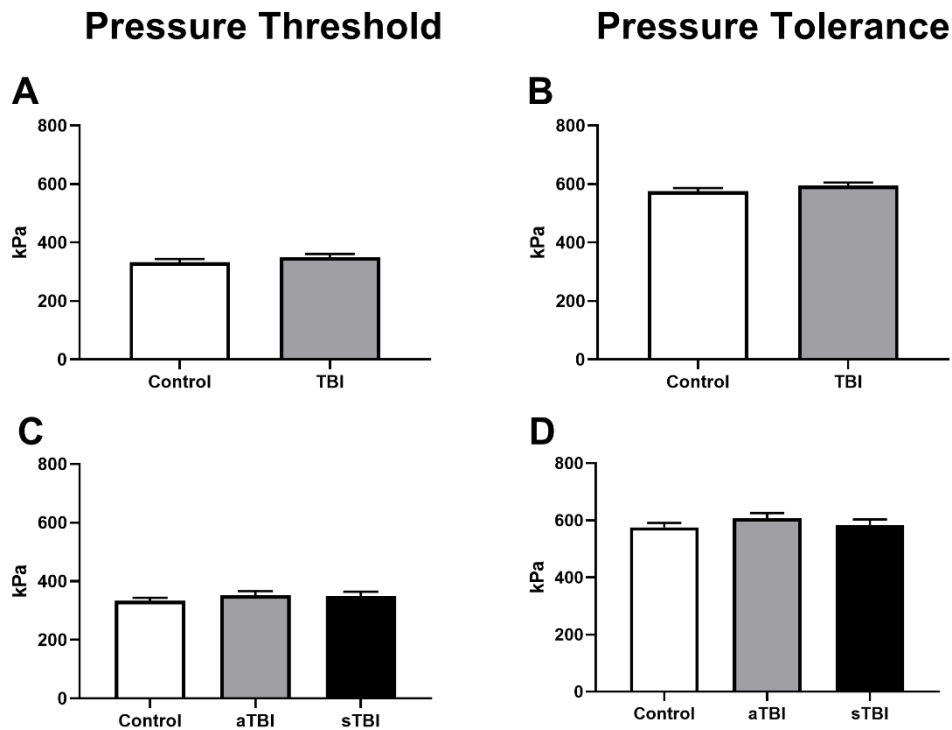 Pressure Threshold
Pressure Tolerance
A
800
600
400
200
0
kPa
Control TBI
B
800
600
400
200
0
kPa
Control TBI
C
800
600
400
200
0
kPa
Control aTBI sTBI
D
800
600
400
200
0
kPa
Control aTBI sTBI